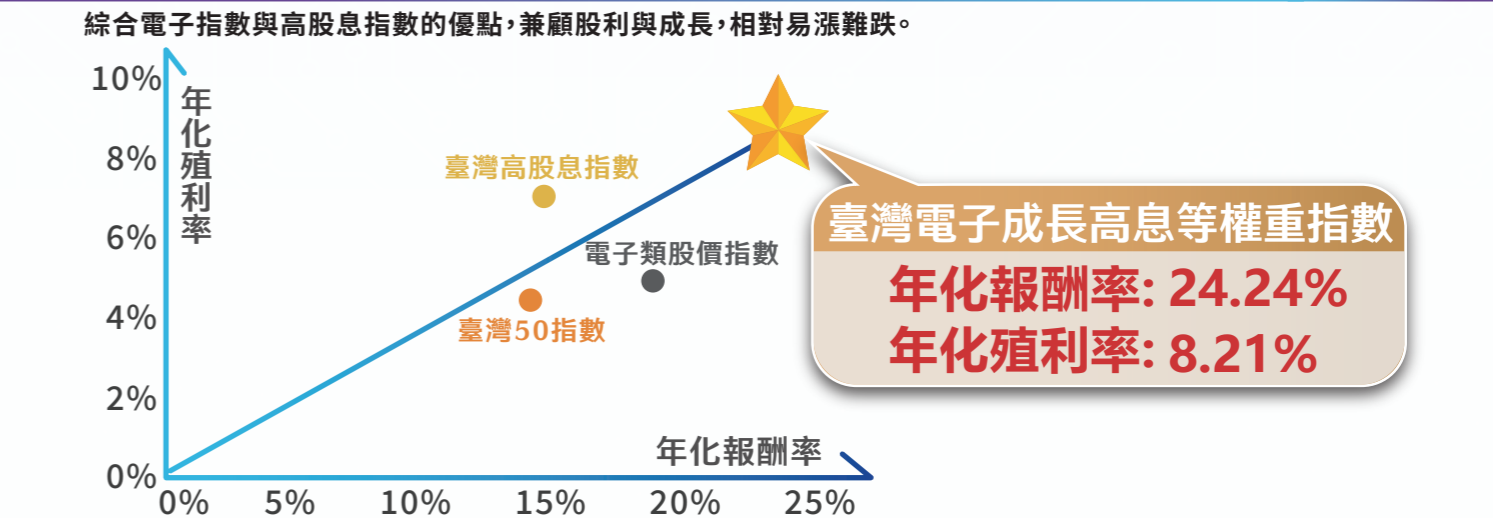 綜合電子指數與高股息指數的優點，兼顧股利與成長，相對易漲難跌。
10%
8%
6%
4%
2%
0%
年化殖利率
臺灣高股息指數
電子類股價指數
臺灣50指數
臺灣電子成長高息等權重指數
年化報酬率: 24.24%
年化殖利率: 8.21%
年化報酬率
0% 5% 10% 15% 20% 25%